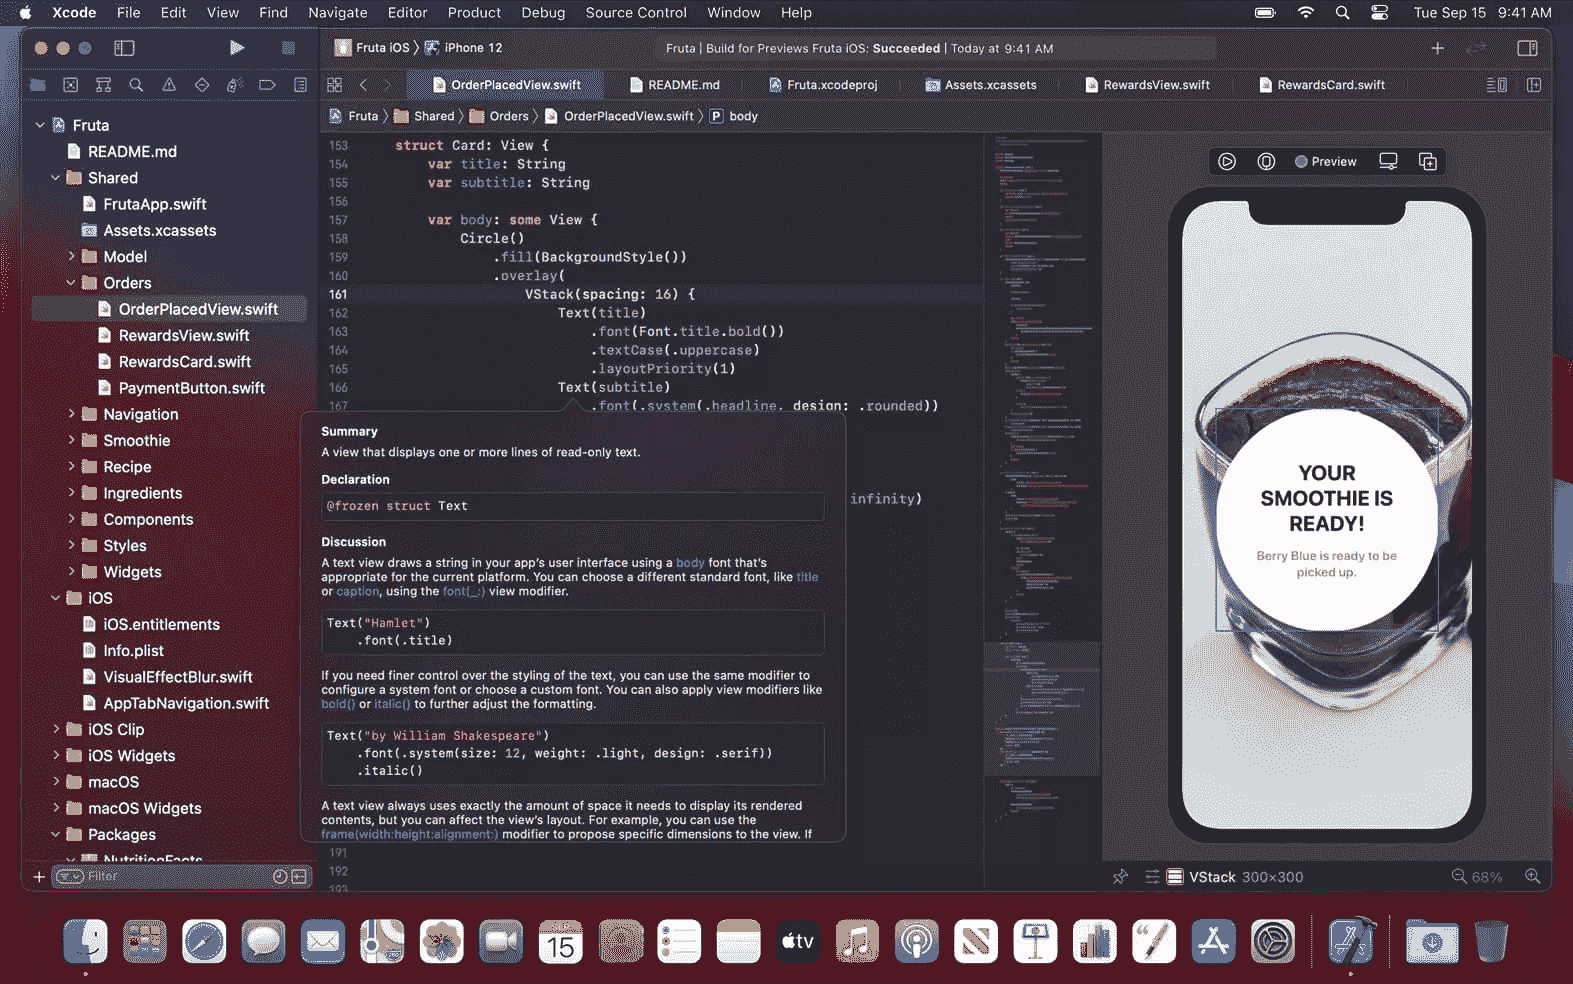 Xcode File Edit View Find Navigate Editor Product Debug Source Control Window Help Tue Sep 15 9:41 AM
Fruta iOS iPhone 12
Fruta | Build for Previews Fruta iOS: Succeeded | Today at 9:41 AM
OrderPlacedView.swift README.md Fruta.xcodeproj Assets.xcassets RewardsView.swift RewardsCard.swift
Fruta Shared Orders OrderPlacedView.swift P body
Fruta
README.md
Shared
FrutaApp.swift
Assets.xcassets
Model
Orders
OrderPlacedView.swift
RewardsView.swift
RewardsCard.swift
PaymentButton.swift
Navigation
Smoothie
Recipe
Ingredients
Components
Styles
Widgets
iOS
iOS.entitlements
Info.plist
VisualEffectBlur.swift
AppTabNavigation.swift
iOS Clip
iOS Widgets
macOS
macOS Widgets
Packages
NutritionFacts
Filter
153 struct Card: View {
154 var title: String
155 var subtitle: String
156
157 var body: some View {
158 Circle()
159 .fill(BackgroundStyle())
160 .overlay(
161 VStack(spacing: 16) {
162 Text(title)
163 .font(Font.title.bold())
164 .textCase(.uppercase)
165 .layoutPriority(1)
166 Text(subtitle)
167 .font(.system(.headline, design: .rounded))
infinity)
Summary
A view that displays one or more lines of read-only text.
Declaration
@frozen struct Text
Discussion
A text view draws a string in your app's user interface using a body font that's
appropriate for the current platform. You can choose a different standard font, like title
or caption, using the font(_:) view modifier.
Text("Hamlet")
.font(.title)
If you need finer control over the styling of the text, you can use the same modifier to
configure a system font or choose a custom font. You can also apply view modifiers like
bold() or italic() to further adjust the formatting.
Text("by William Shakespeare")
.font(.system(size: 12, weight: .light, design: .serif))
.italic()
A text view always uses exactly the amount of space it needs to display its rendered
contents, but you can affect the view's layout. For example, you can use the
frame(width:height:alignment:) modifier to propose specific dimensions to the view. If
191
192
193
Preview
YOUR
SMOOTHIE IS
READY!
Berry Blue is ready to be
picked up.
VStack 300×300
68%
15
tv